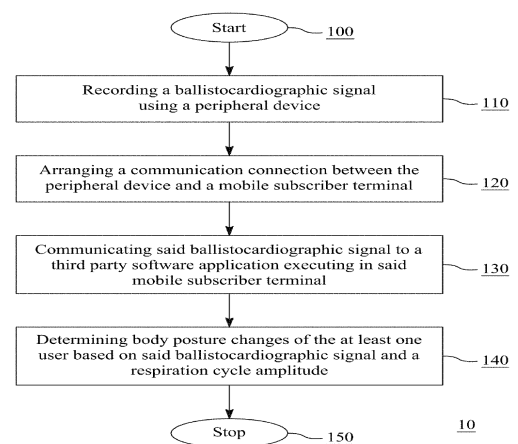 Start
100
Recording a ballistocardiographic signal
using a peripheral device
110
Arranging a communication connection between the
peripheral device and a mobile subscriber terminal
120
Communicating said ballistocardiographic signal to a
third party software application executing in said
mobile subscriber terminal
130
Determining body posture changes of the at least one
user based on said ballistocardiographic signal and a
respiration cycle amplitude
140
Stop
150
10